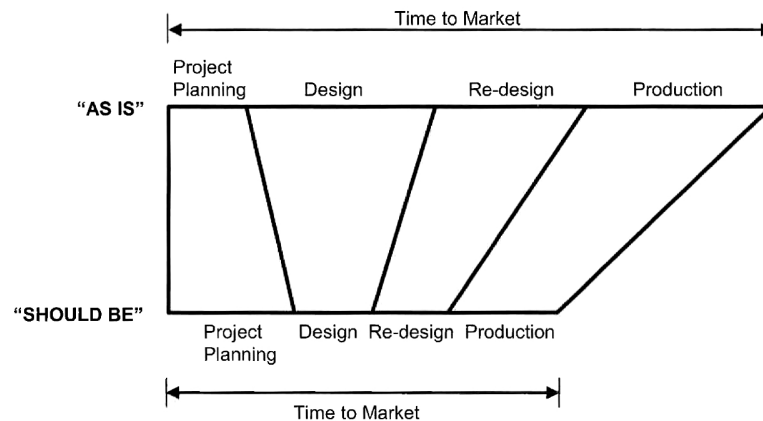 Time to Market
Project
Planning
Design
Re-design
Production
“AS IS”
“SHOULD BE”
Project
Planning
Design
Re-design
Production
Time to Market